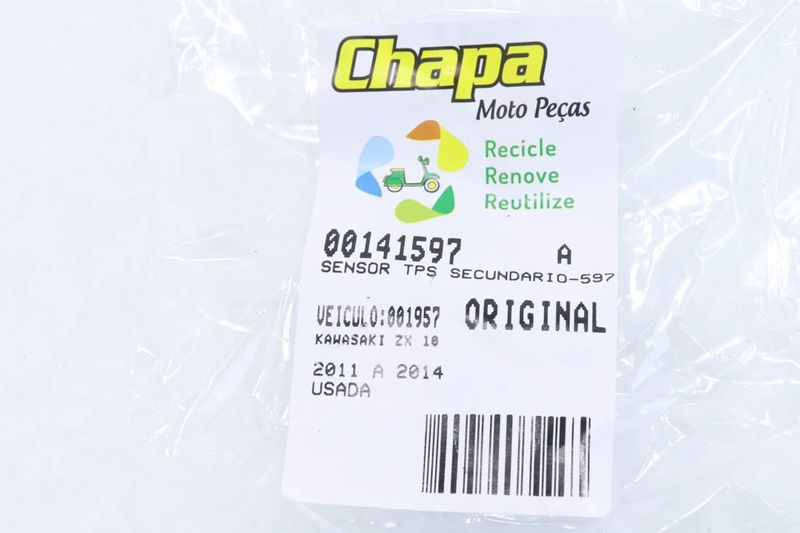 Chapa
Moto Peças
Recicle
Renove
Reutilize
00141597 A
SENSOR TPS SECUNDARIO-597
VEICULO:001957 ORIGINAL
KAWASAKI ZX 10
2011 A 2014
USADA